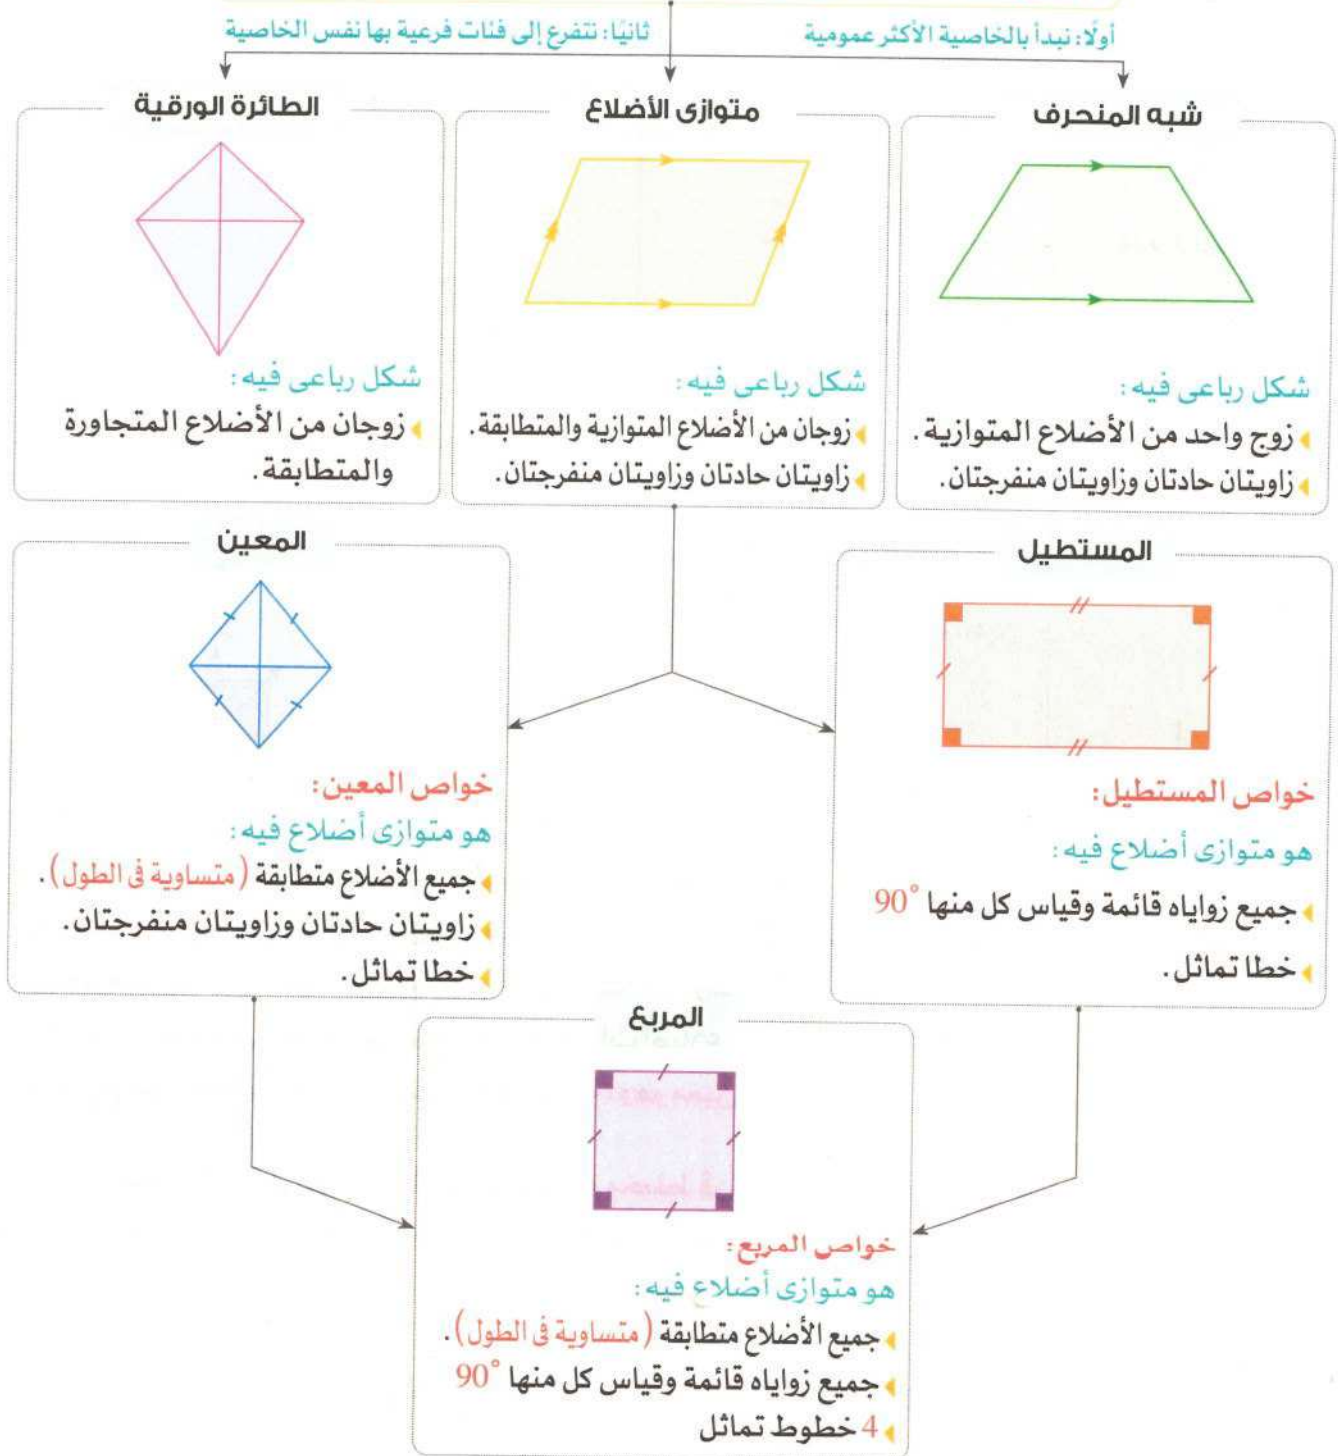 أولًا: نبدأ بالخاصية الأكثر عمومية
ثانيًا: نتفرع إلى فئات فرعية بها نفس الخاصية
شبه المنحرف
شكل رباعى فيه:
زوج واحد من الأضلاع المتوازية.
زاويتان حادتان وزاويتان منفرجتان.
متوازى الأضلاع
شكل رباعى فيه:
زوجان من الأضلاع المتوازية والمتطابقة.
زاويتان حادتان وزاويتان منفرجتان.
الطائرة الورقية
شكل رباعى فيه:
زوجان من الأضلاع المتجاورة
والمتطابقة.
المستطيل
خواص المستطيل:
هو متوازى أضلاع فيه:
جميع زواياه قائمة وقياس كل منها 90°
خطا تماثل.
المعين
خواص المعين:
هو متوازى أضلاع فيه:
جميع الأضلاع متطابقة (متساوية فى الطول).
زاويتان حادتان وزاويتان منفرجتان.
خطا تماثل.
المربع
خواص المربع:
هو متوازى أضلاع فيه:
جميع الأضلاع متطابقة (متساوية فى الطول).
جميع زواياه قائمة وقياس كل منها 90°
4 خطوط تماثل